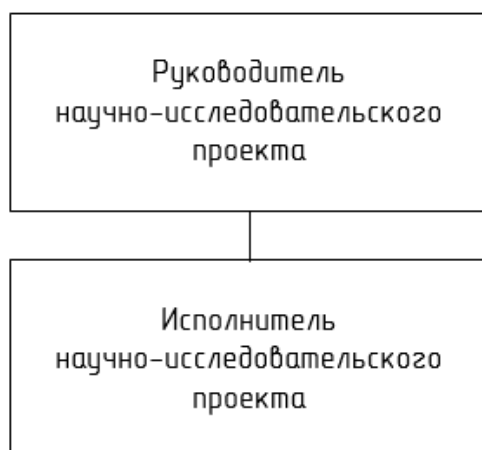 Руководитель
научно-исследовательского
проекта
Исполнитель
научно-исследовательского
проекта